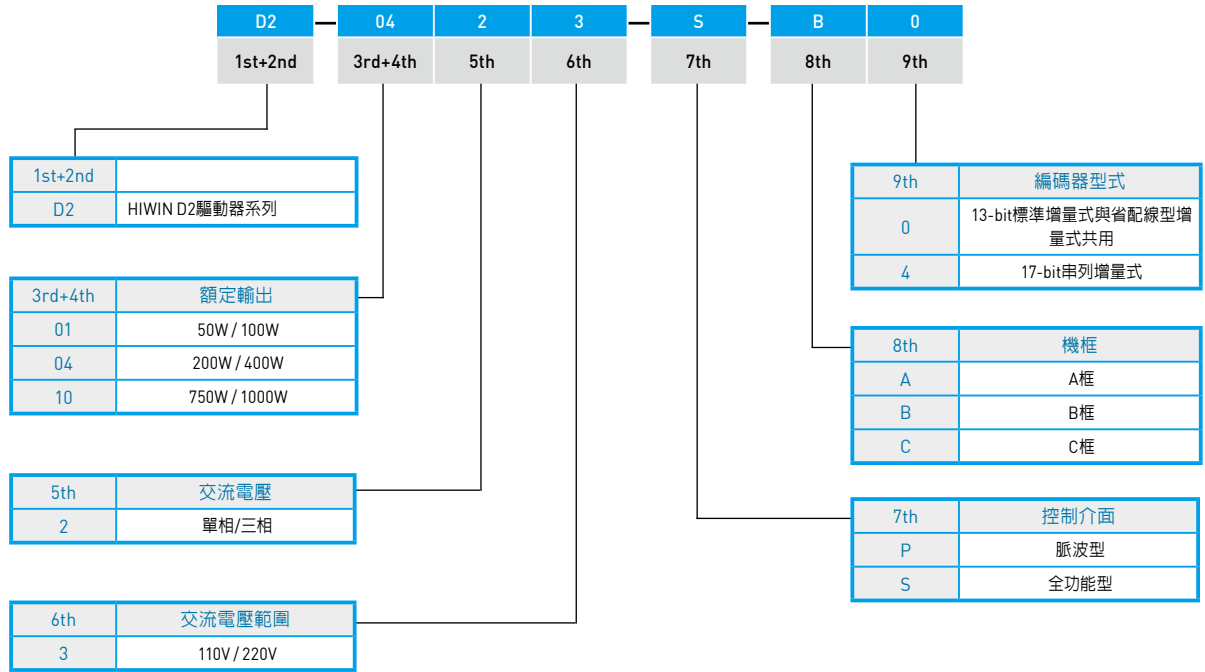 D2 04 2 3 S B 0
1st+2nd 3rd+4th 5th 6th 7th 8th 9th
1st+2nd
D2 HIWIN D2驅動器系列
3rd+4th 額定輸出
01 50W / 100W
04 200W / 400W
10 750W / 1000W
5th 交流電壓
2 單相/三相
6th 交流電壓範圍
3 110V / 220V
9th 編碼器型式
0 13-bit標準增量式與省配線型增
量式共用
4 17-bit串列增量式
8th 機框
A A框
B B框
C C框
7th 控制介面
P 脈波型
S 全功能型